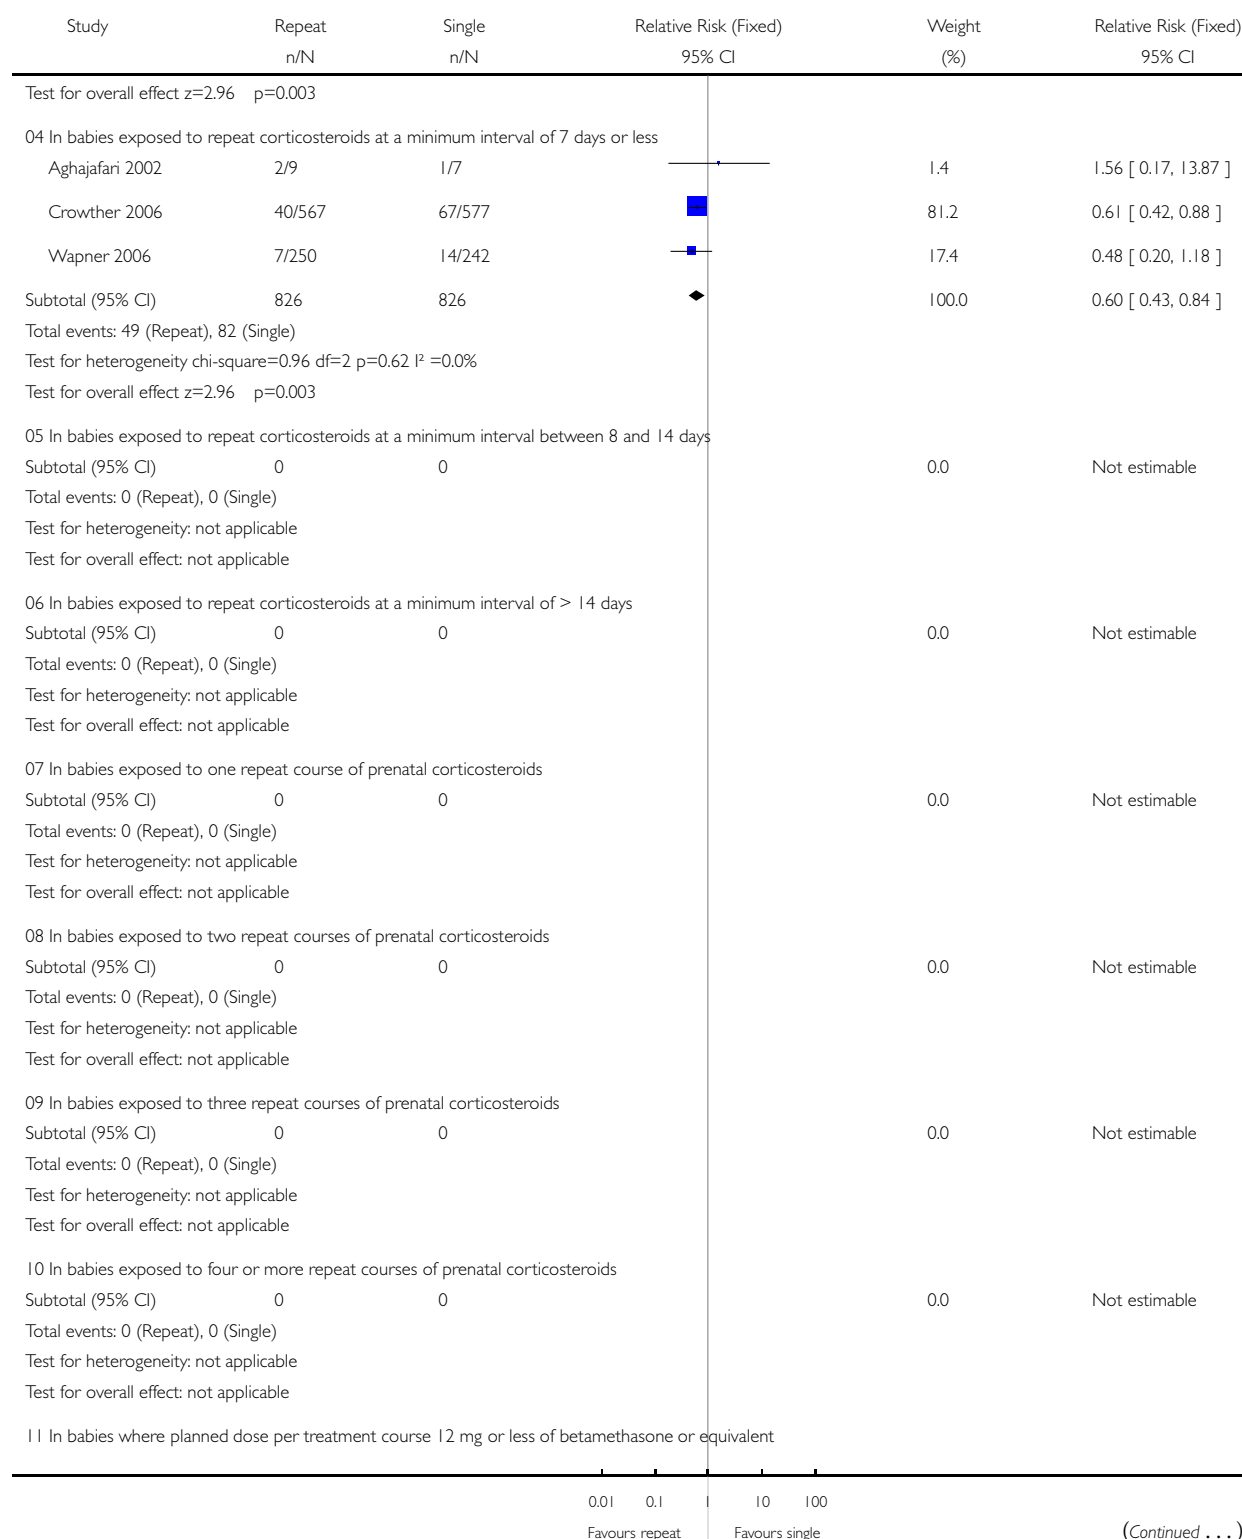 Study Repeat Single Relative Risk (Fixed) Weight Relative Risk (Fixed)
n/N n/N 95% CI (%) 95% CI
Test for overall effect z=2.96 p=0.003
04 In babies exposed to repeat corticosteroids at a minimum interval of 7 days or less
Aghajafari 2002 2/9 1/7 1.4 1.56 [ 0.17, 13.87 ]
Crowther 2006 40/567 67/577 81.2 0.61 [ 0.42, 0.88 ]
Wapner 2006 7/250 14/242 17.4 0.48 [ 0.20, 1.18 ]
Subtotal (95% CI) 826 826 100.0 0.60 [ 0.43, 0.84 ]
Total events: 49 (Repeat), 82 (Single)
Test for heterogeneity chi-square=0.96 df=2 p=0.62 I² =0.0%
Test for overall effect z=2.96 p=0.003
05 In babies exposed to repeat corticosteroids at a minimum interval between 8 and 14 days
Subtotal (95% CI) 0 0 0.0 Not estimable
Total events: 0 (Repeat), 0 (Single)
Test for heterogeneity: not applicable
Test for overall effect: not applicable
06 In babies exposed to repeat corticosteroids at a minimum interval of > 14 days
Subtotal (95% CI) 0 0 0.0 Not estimable
Total events: 0 (Repeat), 0 (Single)
Test for heterogeneity: not applicable
Test for overall effect: not applicable
07 In babies exposed to one repeat course of prenatal corticosteroids
Subtotal (95% CI) 0 0 0.0 Not estimable
Total events: 0 (Repeat), 0 (Single)
Test for heterogeneity: not applicable
Test for overall effect: not applicable
08 In babies exposed to two repeat courses of prenatal corticosteroids
Subtotal (95% CI) 0 0 0.0 Not estimable
Total events: 0 (Repeat), 0 (Single)
Test for heterogeneity: not applicable
Test for overall effect: not applicable
09 In babies exposed to three repeat courses of prenatal corticosteroids
Subtotal (95% CI) 0 0 0.0 Not estimable
Total events: 0 (Repeat), 0 (Single)
Test for heterogeneity: not applicable
Test for overall effect: not applicable
10 In babies exposed to four or more repeat courses of prenatal corticosteroids
Subtotal (95% CI) 0 0 0.0 Not estimable
Total events: 0 (Repeat), 0 (Single)
Test for heterogeneity: not applicable
Test for overall effect: not applicable
11 In babies where planned dose per treatment course 12 mg or less of betamethasone or equivalent
0.01 0.1 1 10 100
Favours repeat Favours single (Continued . . . )